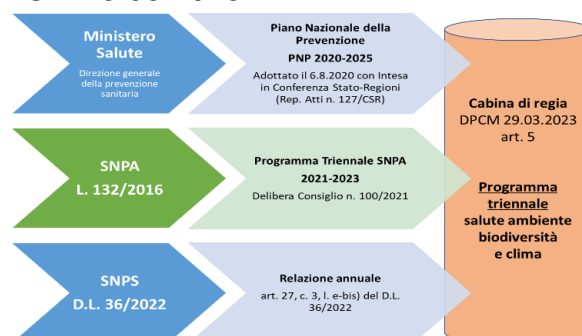 Ministero
Salute
Direzione generale
della prevenzione
sanitaria
Piano Nazionale della
Prevenzione
PNP 2020-2025
Adottato il 6.8.2020 con Intesa
in Conferenza Stato-Regioni
(Rep. Atti n. 127/CSR)
SNPA
L. 132/2016
Programma Triennale SNPA
2021-2023
Delibera Consiglio n. 100/2021
SNPS
D.L. 36/2022
Relazione annuale
art. 27, c. 3, l. e-bis) del D.L.
36/2022
Cabina di regia
DPCM 29.03.2023
art. 5
Programma
triennale
salute ambiente
biodiversità
e clima